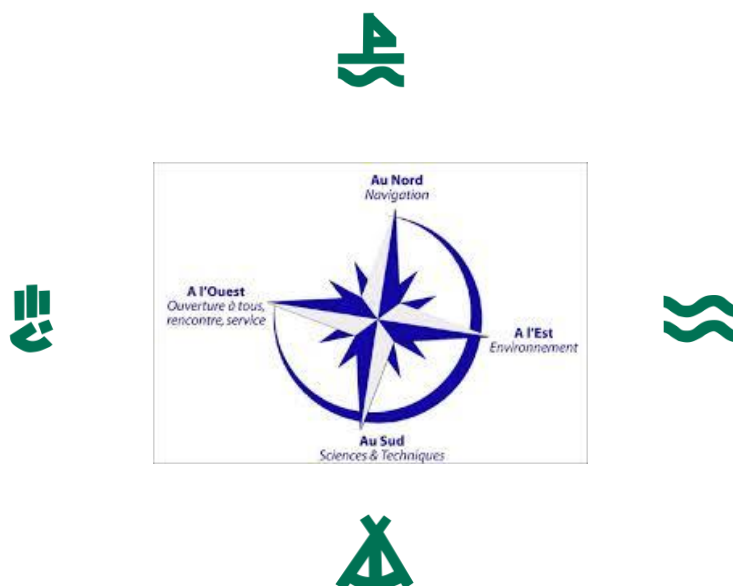 Au Nord
Navigation
A l'Ouest
Ouverture à tous,
rencontre, service
A l'Est
Environnement
Au Sud
Sciences & Techniques